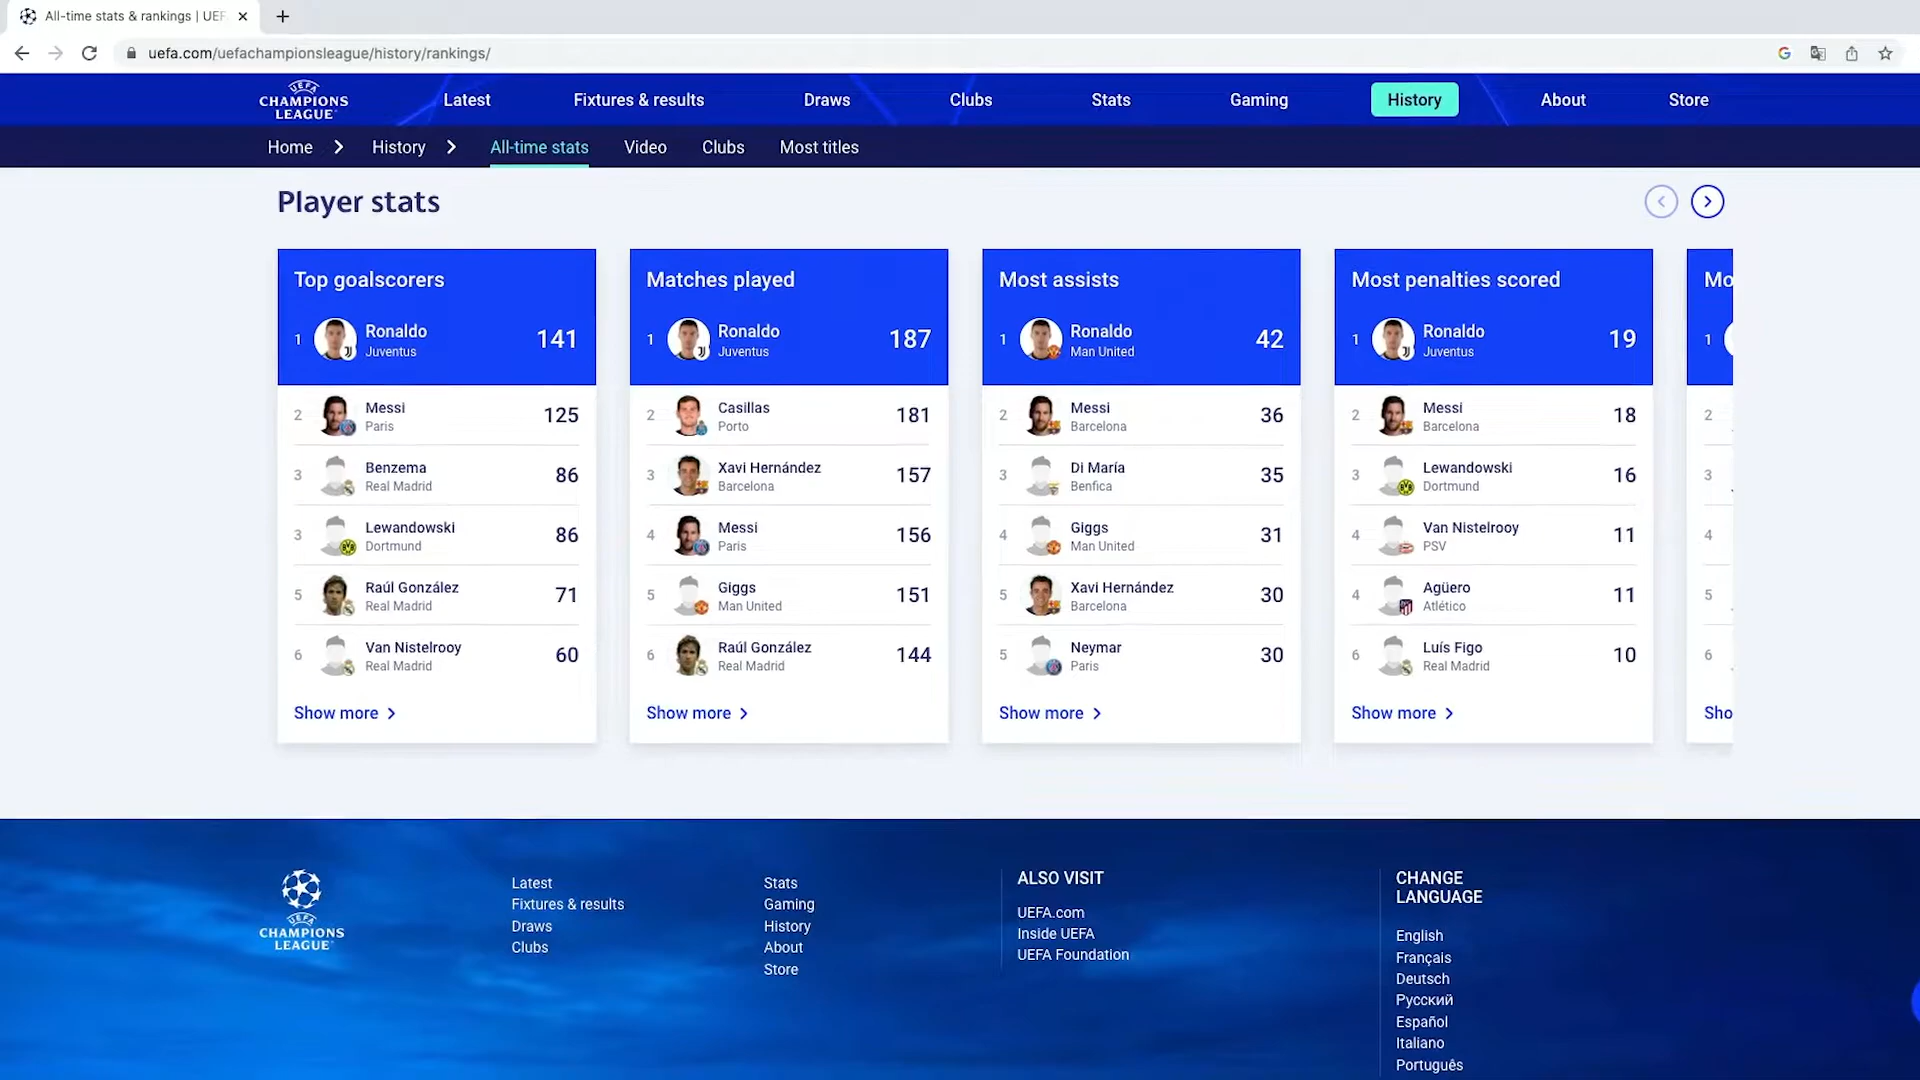 All-time stats & rankings | UEF
uefa.com/uefachampionsleague/history/rankings/
UEFA
CHAMPIONS
LEAGUE
Latest
Fixtures & results
Draws
Clubs
Stats
Gaming
History
About
Store
Home
History
All-time stats
Video
Clubs
Most titles
Player stats
Top goalscorers
1
Ronaldo
Juventus
141
2
Messi
Paris
125
3
Benzema
Real Madrid
86
3
Lewandowski
Dortmund
86
5
Raúl González
Real Madrid
71
6
Van Nistelrooy
Real Madrid
60
Show more
Matches played
1
Ronaldo
Juventus
187
2
Casillas
Porto
181
3
Xavi Hernández
Barcelona
157
4
Messi
Paris
156
5
Giggs
Man United
151
6
Raúl González
Real Madrid
144
Show more
Most assists
1
Ronaldo
Man United
42
2
Messi
Barcelona
36
3
Di María
Benfica
35
4
Giggs
Man United
31
5
Xavi Hernández
Barcelona
30
5
Neymar
Paris
30
Show more
Most penalties scored
1
Ronaldo
Juventus
19
2
Messi
Barcelona
18
3
Lewandowski
Dortmund
16
4
Van Nistelrooy
PSV
11
4
Agüero
Atlético
11
6
Luís Figo
Real Madrid
10
Show more
Mo
1
2
3
4
5
6
Sho
UEFA
CHAMPIONS
LEAGUE
Latest
Fixtures & results
Draws
Clubs
Stats
Gaming
History
About
Store
ALSO VISIT
UEFA.com
Inside UEFA
UEFA Foundation
CHANGE
LANGUAGE
English
Français
Deutsch
Русский
Español
Italiano
Português